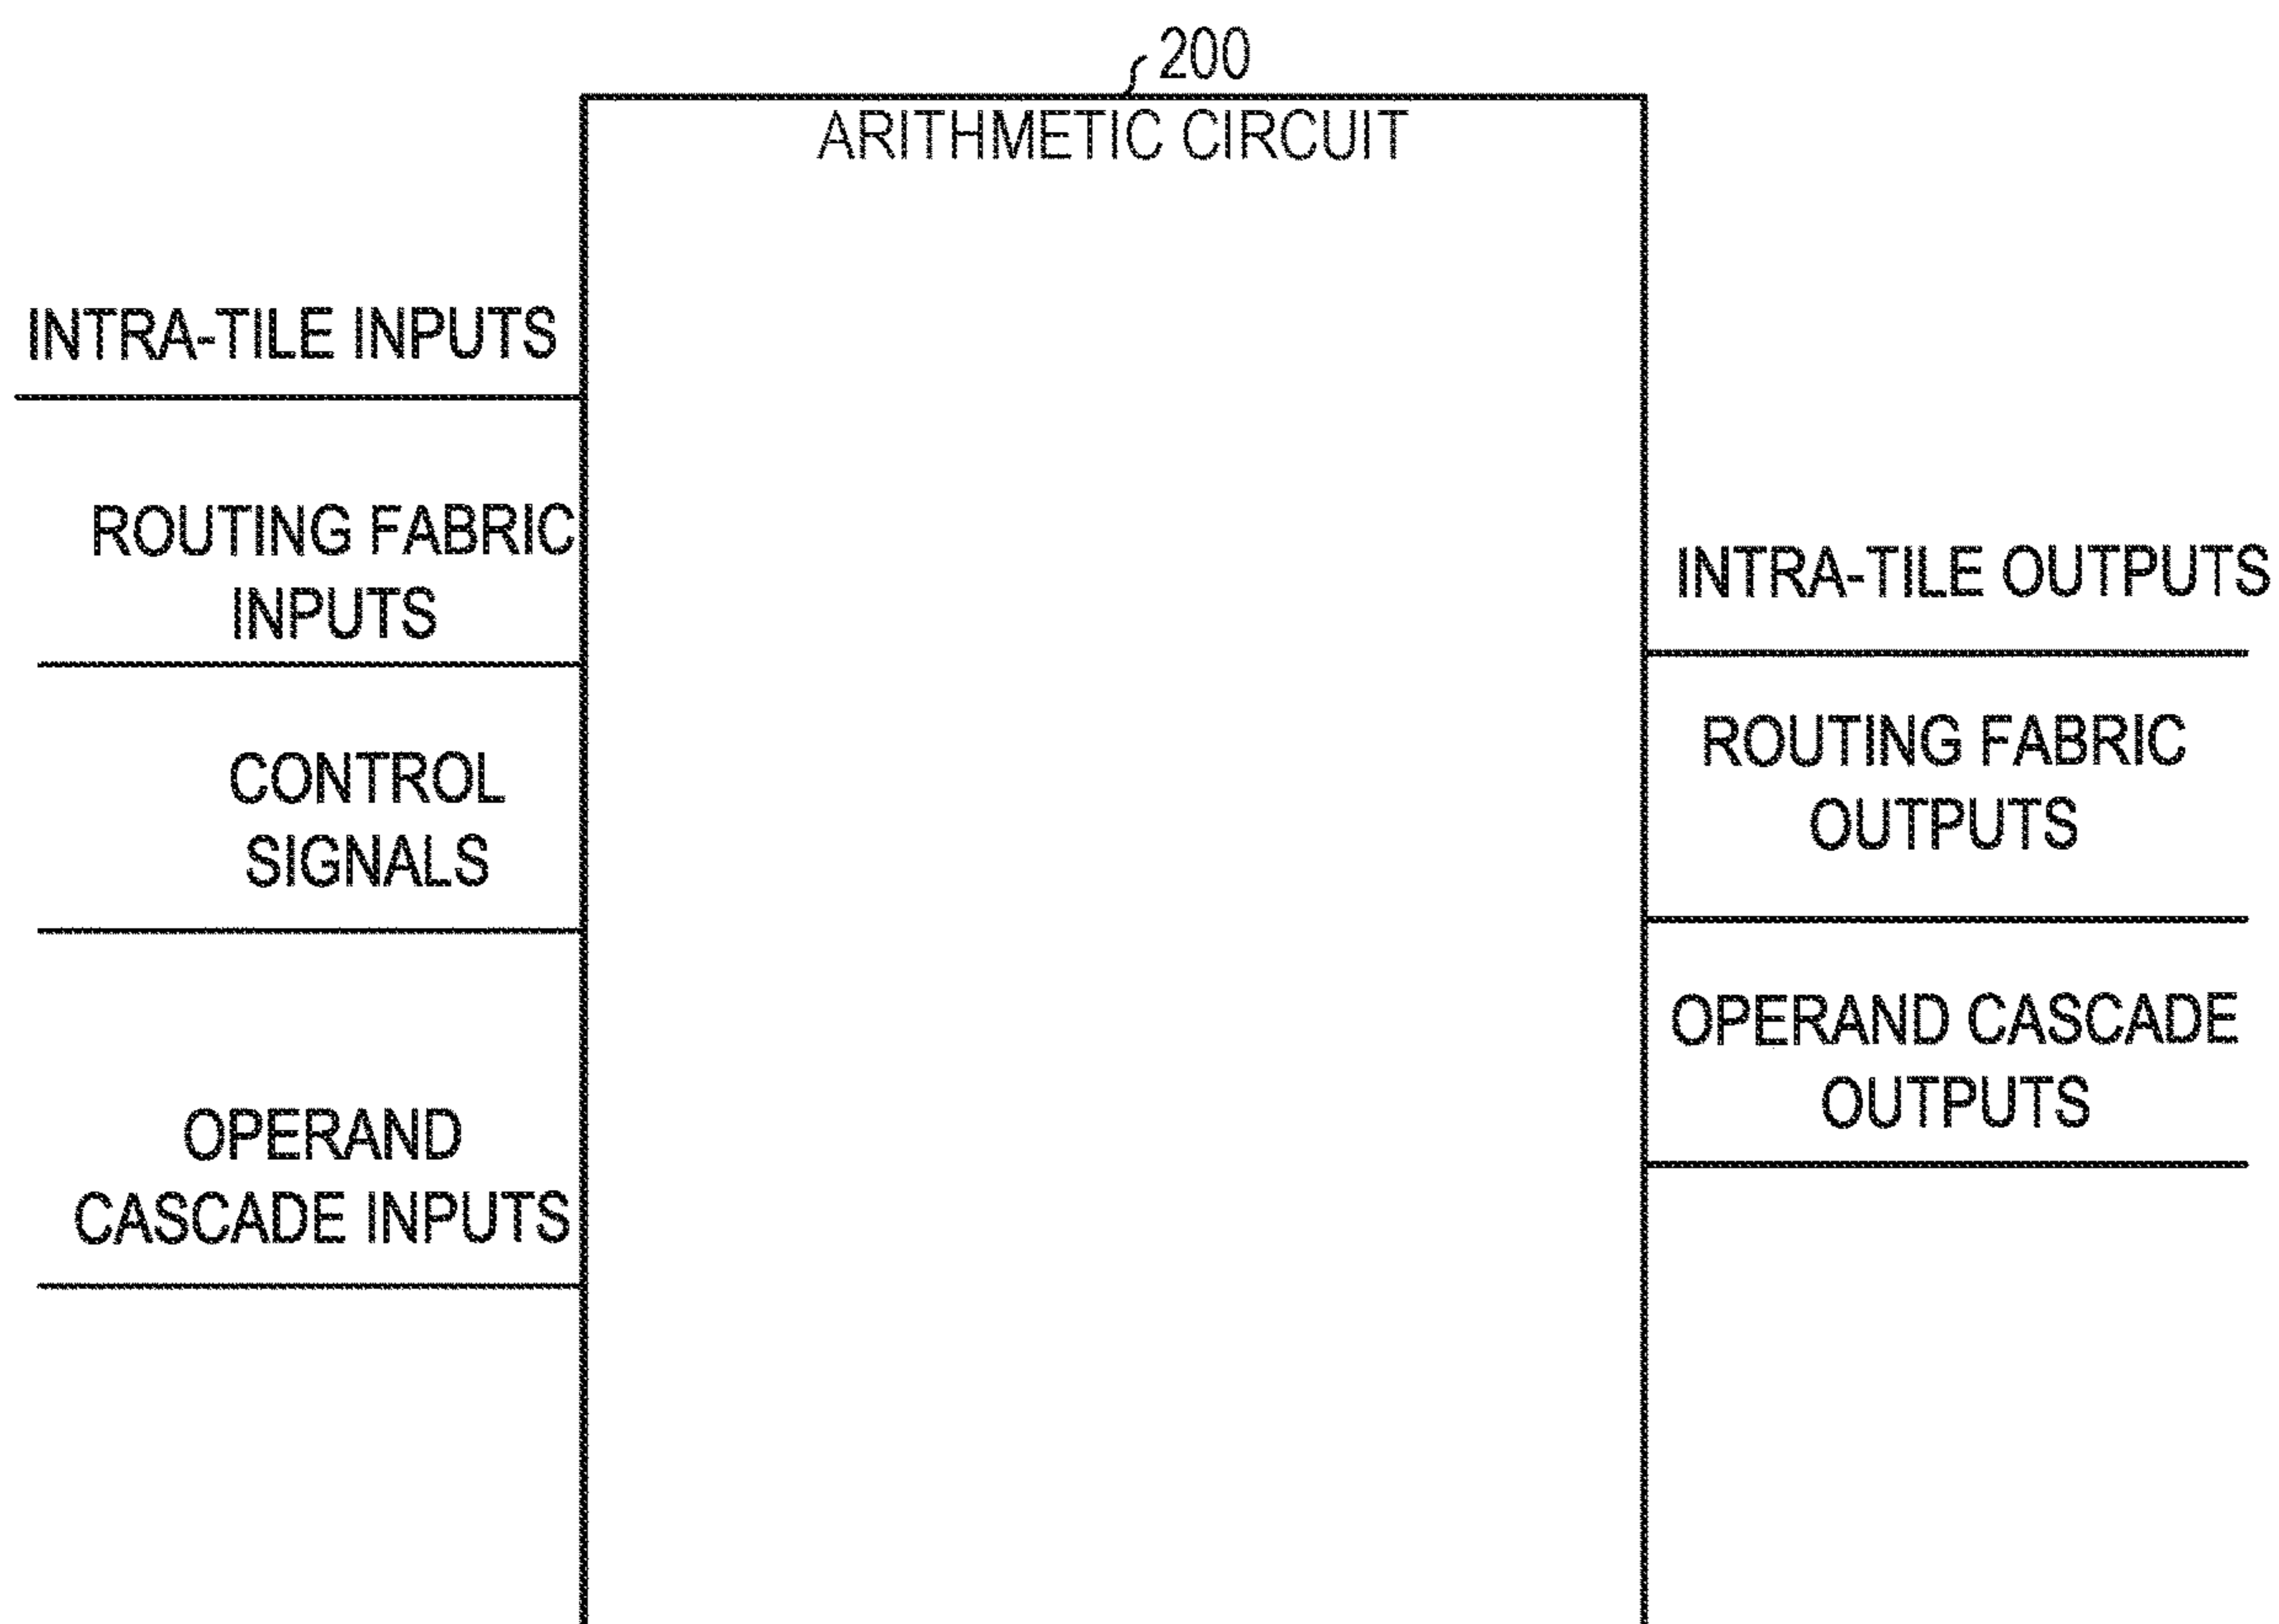 200
ARITHMETIC CIRCUIT
INTRA-TILE INPUTS
ROUTING FABRIC
INPUTS
CONTROL
SIGNALS
OPERAND
CASCADE INPUTS
INTRA-TILE OUTPUTS
ROUTING FABRIC
OUTPUTS
OPERAND CASCADE
OUTPUTS